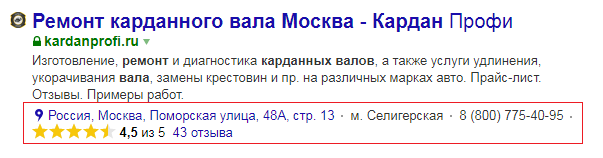 Ремонт карданного вала Москва - Кардан Профи
kardanprofi.ru
Изготовление, ремонт и диагностика карданных валов, а также услуги удлинения,
укорачивания вала, замены крестовин и пр. на различных марках авто. Прайс-лист.
Отзывы. Примеры работ.
Россия, Москва, Поморская улица, 48А, стр. 13 · м. Селигерская · 8 (800) 775-40-95 ·
4,5 из 5 43 отзыва